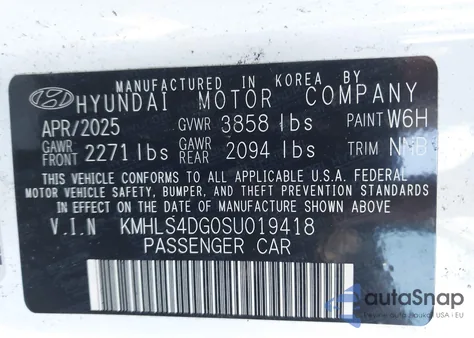 MANUFACTURED IN KOREA BY
HYUNDAI MOTOR COMPANY
APR/2025 GVWR 3858 lbs PAINT W6H
GAWR FRONT 2271 lbs GAWR REAR 2094 lbs TRIM NNB
THIS VEHICLE CONFORMS TO ALL APPLICABLE U.S.A. FEDERAL
MOTOR VEHICLE SAFETY, BUMPER, AND THEFT PREVENTION STANDARDS
IN EFFECT ON THE DATE OF MANUFACTURE SHOWN ABOVE
V.I.N KMHLS4DG0SU019418
PASSENGER CAR
autoSnap